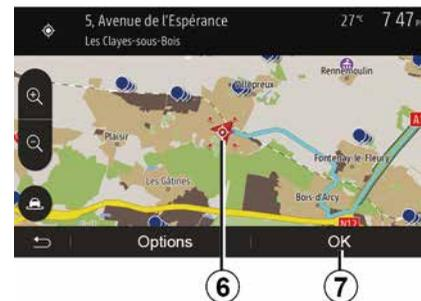 5, Avenue de l'Espérance
27°C
7 47
Les Clayes-sous-Bois
Rennemoulin
Plaisir
Fontenay-le-Fleury
Les Gâtines
Bois-d'Arcy
N12
Options
OK
6
7